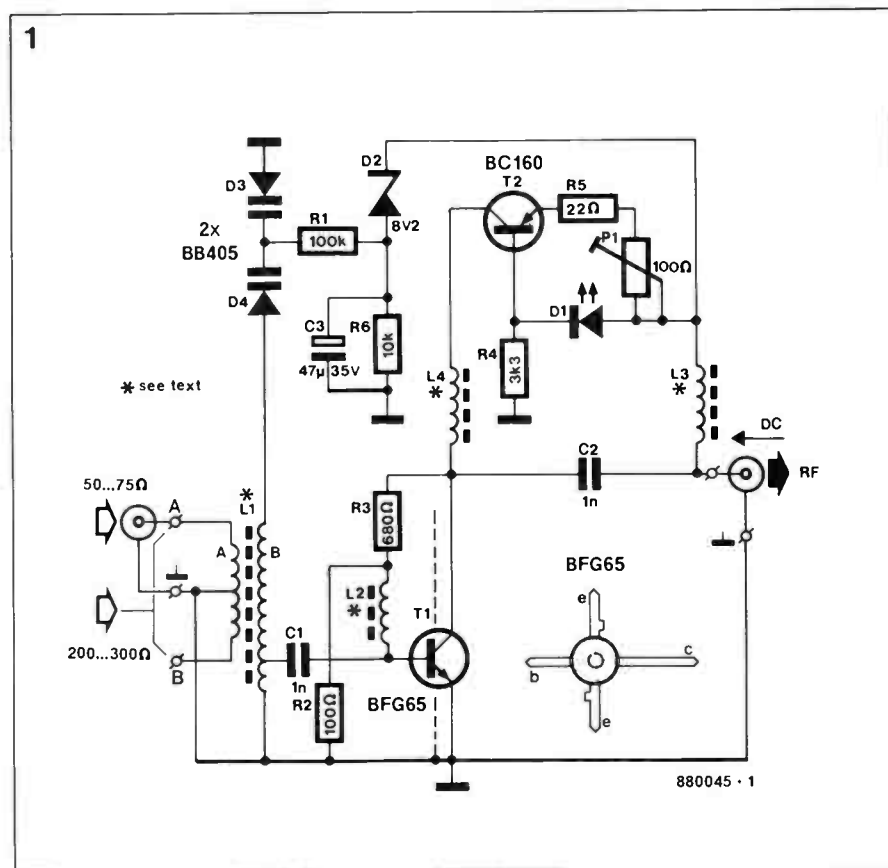 1
D3
2x
BB405
D4
R1
100k
D2
8V2
C3
47µ 35V
R6
10k
BC160
T2
R5
22Ω
P1
100Ω
D1
R4
3k3
L4
*
L3
*
DC
RF
C2
1n
* see text
50...75Ω
A
*
L1
A
B
200...300Ω
B
C1
1n
R3
680Ω
L2
*
R2
100Ω
T1
BFG65
BFG65
e
b
c
e
880045 - 1